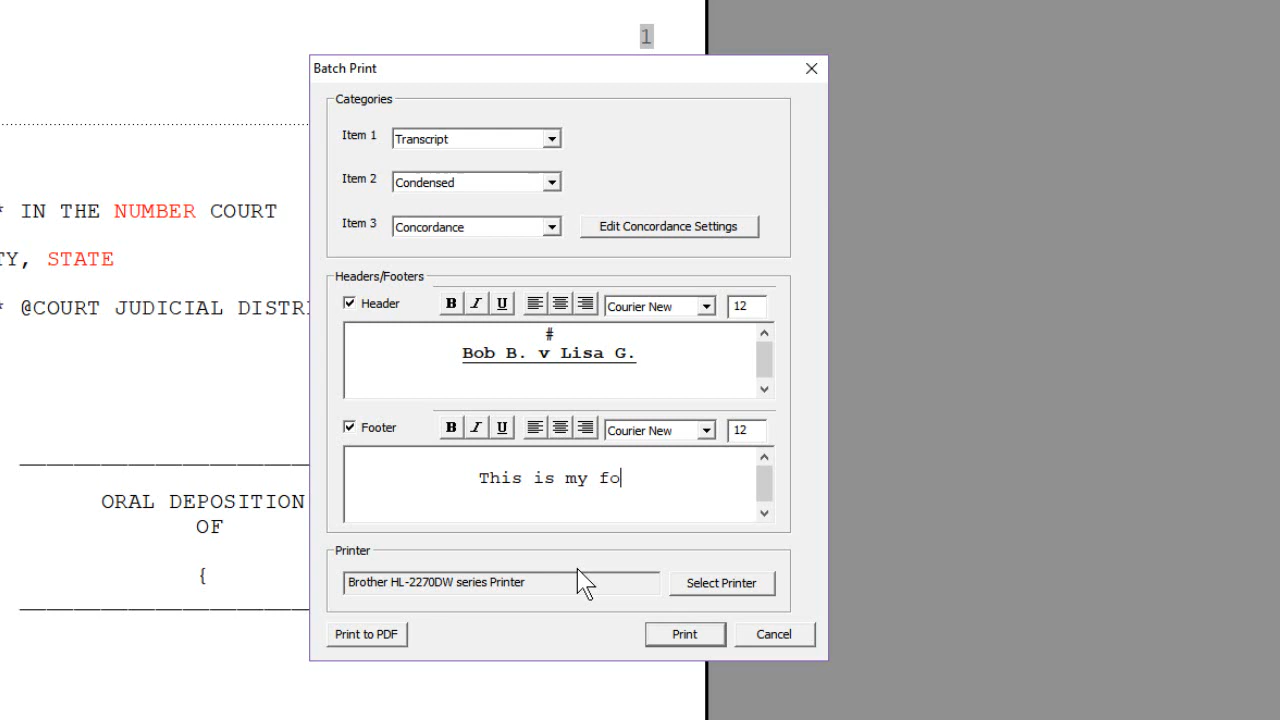 1
Batch Print
Categories
Item 1 Transcript
Item 2 Condensed
Item 3 Concordance Edit Concordance Settings
* IN THE NUMBER COURT
TY, STATE
* @COURT JUDICIAL DISTRI
Headers/Footers
Header B I U Courier New 12
#
Bob B. v Lisa G.
Footer B I U Courier New 12
This is my fo
ORAL DEPOSITION
OF
{
Printer
Brother HL-2270DW series Printer Select Printer
Print to PDF Print Cancel